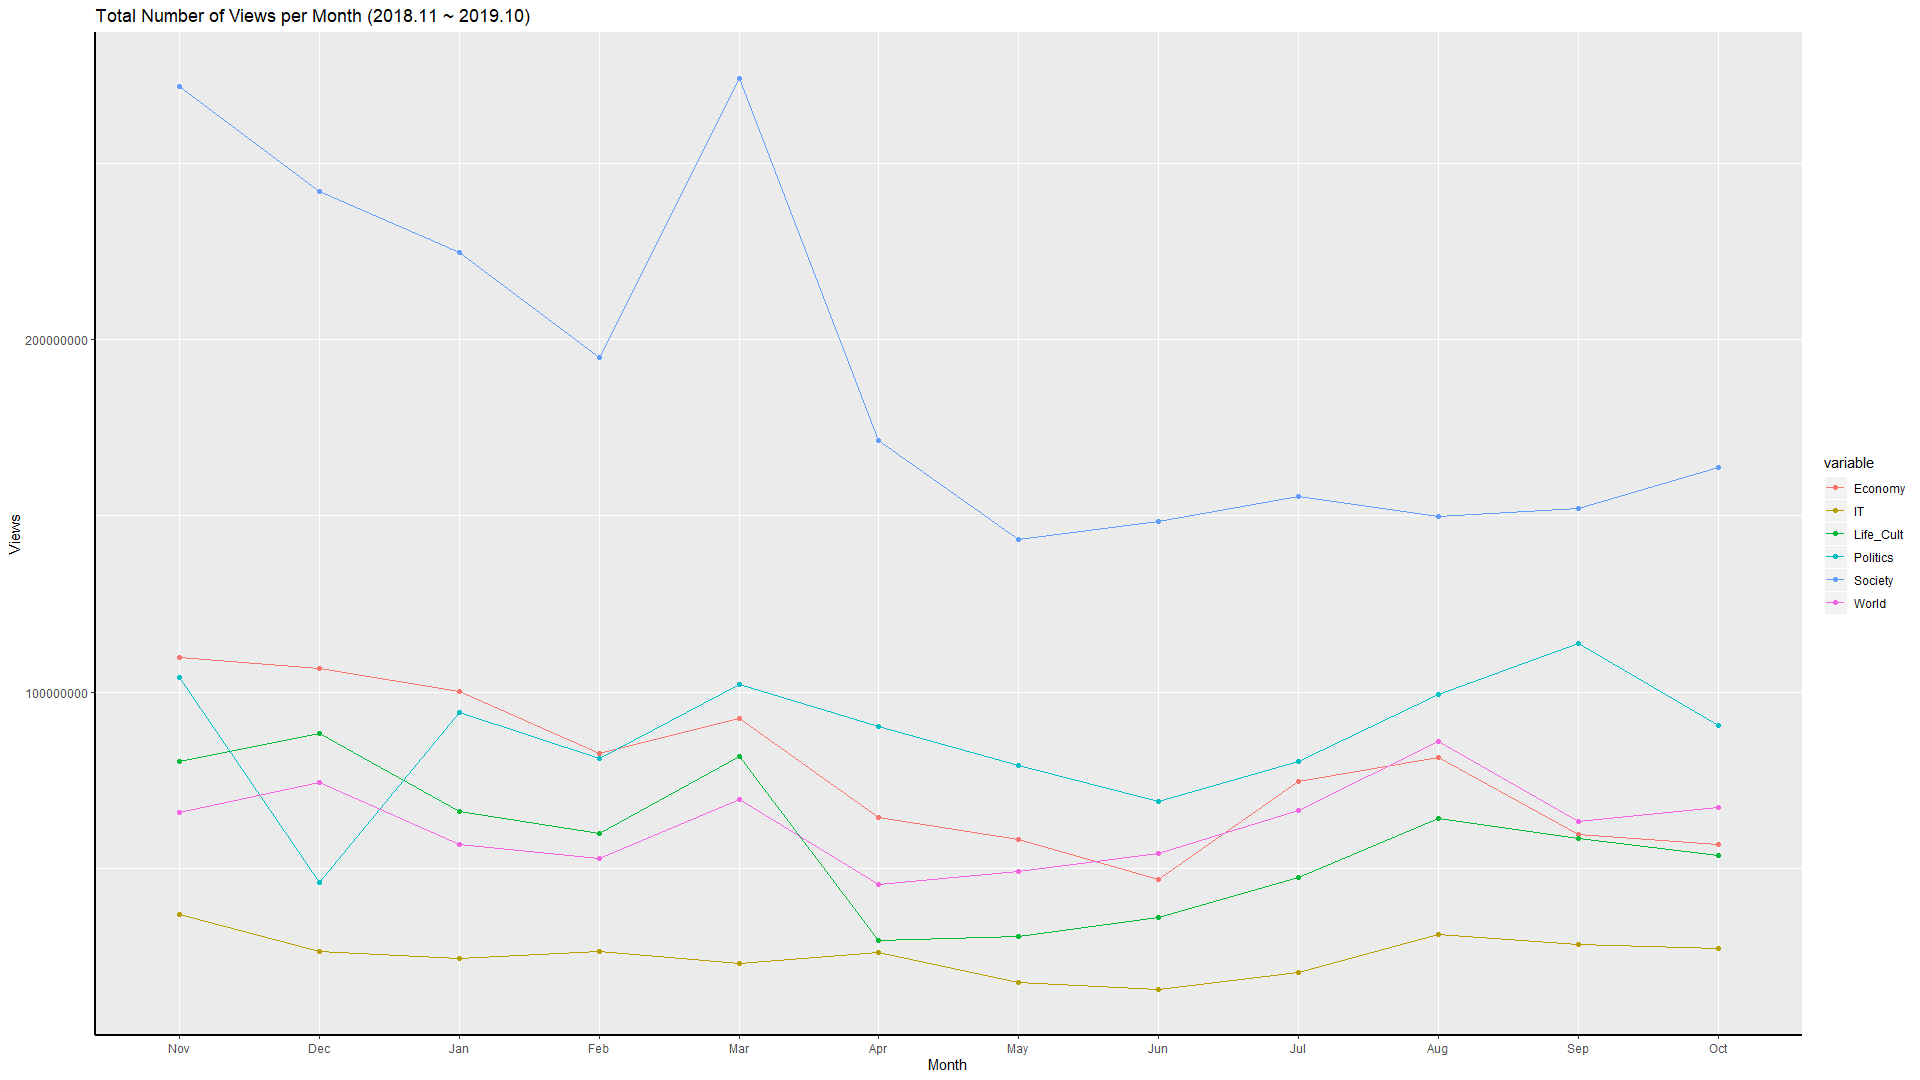 Total Number of Views per Month (2018.11 ~ 2019.10)
Views
200000000
100000000
Nov Dec Jan Feb Mar Apr May Jun Jul Aug Sep Oct
Month
variable
Economy
IT
Life_Cult
Politics
Society
World